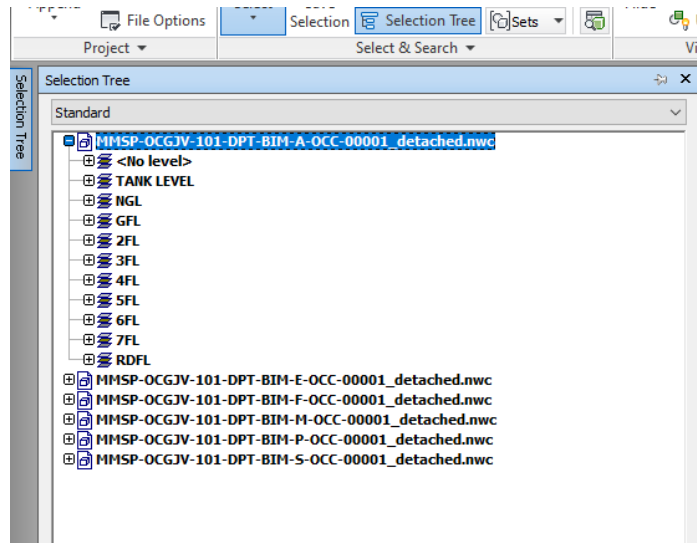 File Options
Selection
Selection Tree
Sets
Project
Select & Search
Selection Tree
Selection Tree
Standard
MMSP-OCGJV-101-DPT-BIM-A-OCC-00001_detached.nwc
<No level>
TANK LEVEL
NGL
GFL
2FL
3FL
4FL
5FL
6FL
7FL
RDFL
MMSP-OCGJV-101-DPT-BIM-E-OCC-00001_detached.nwc
MMSP-OCGJV-101-DPT-BIM-F-OCC-00001_detached.nwc
MMSP-OCGJV-101-DPT-BIM-M-OCC-00001_detached.nwc
MMSP-OCGJV-101-DPT-BIM-P-OCC-00001_detached.nwc
MMSP-OCGJV-101-DPT-BIM-S-OCC-00001_detached.nwc